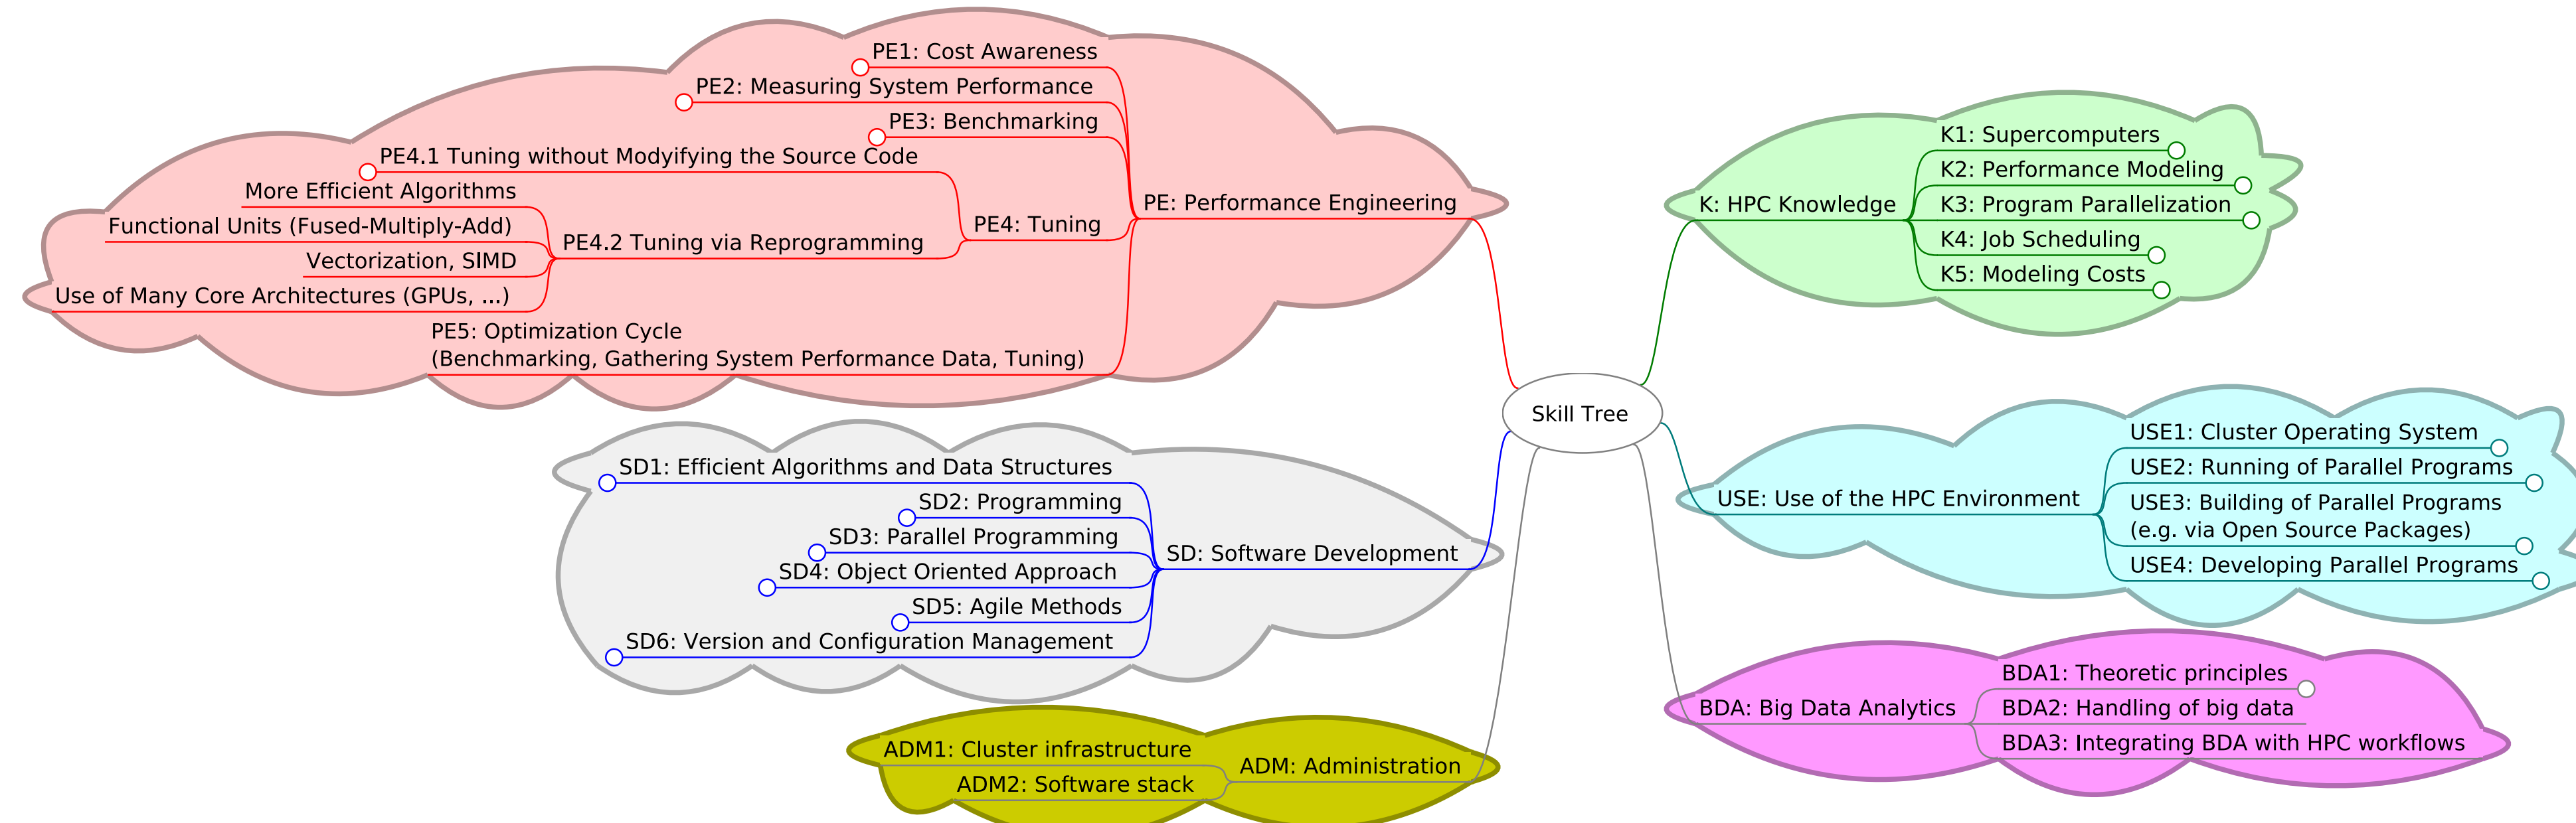 PE1: Cost Awareness
PE2: Measuring System Performance
PE3: Benchmarking
PE4.1 Tuning without Modyifying the Source Code
More Efficient Algorithms
Functional Units (Fused-Multiply-Add)
Vectorization, SIMD
Use of Many Core Architectures (GPUs, ...)
PE4.2 Tuning via Reprogramming
PE4: Tuning
PE5: Optimization Cycle
(Benchmarking, Gathering System Performance Data, Tuning)
PE: Performance Engineering
K: HPC Knowledge
K1: Supercomputers
K2: Performance Modeling
K3: Program Parallelization
K4: Job Scheduling
K5: Modeling Costs
Skill Tree
SD1: Efficient Algorithms and Data Structures
SD2: Programming
SD3: Parallel Programming
SD4: Object Oriented Approach
SD5: Agile Methods
SD6: Version and Configuration Management
SD: Software Development
USE: Use of the HPC Environment
USE1: Cluster Operating System
USE2: Running of Parallel Programs
USE3: Building of Parallel Programs
(e.g. via Open Source Packages)
USE4: Developing Parallel Programs
ADM1: Cluster infrastructure
ADM2: Software stack
ADM: Administration
BDA: Big Data Analytics
BDA1: Theoretic principles
BDA2: Handling of big data
BDA3: Integrating BDA with HPC workflows